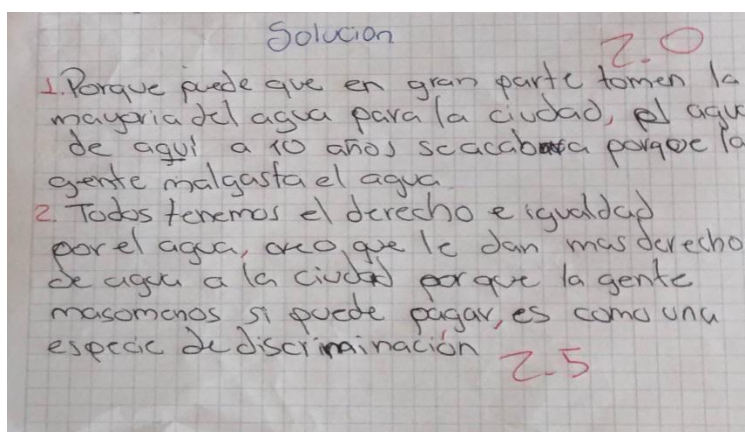 Solucion
2.0
1. Porque puede que en gran parte tomen la
mayoria del agua para la ciudad, el agua
de aqui a 10 años se acabara porque la
gente malgasta el agua
2. Todos tenemos el derecho e igualdad
por el agua, creo que le dan mas derecho
de agua a la ciudad porque la gente
masomenos si puede pagar, es como una
especie de discriminación
2.5